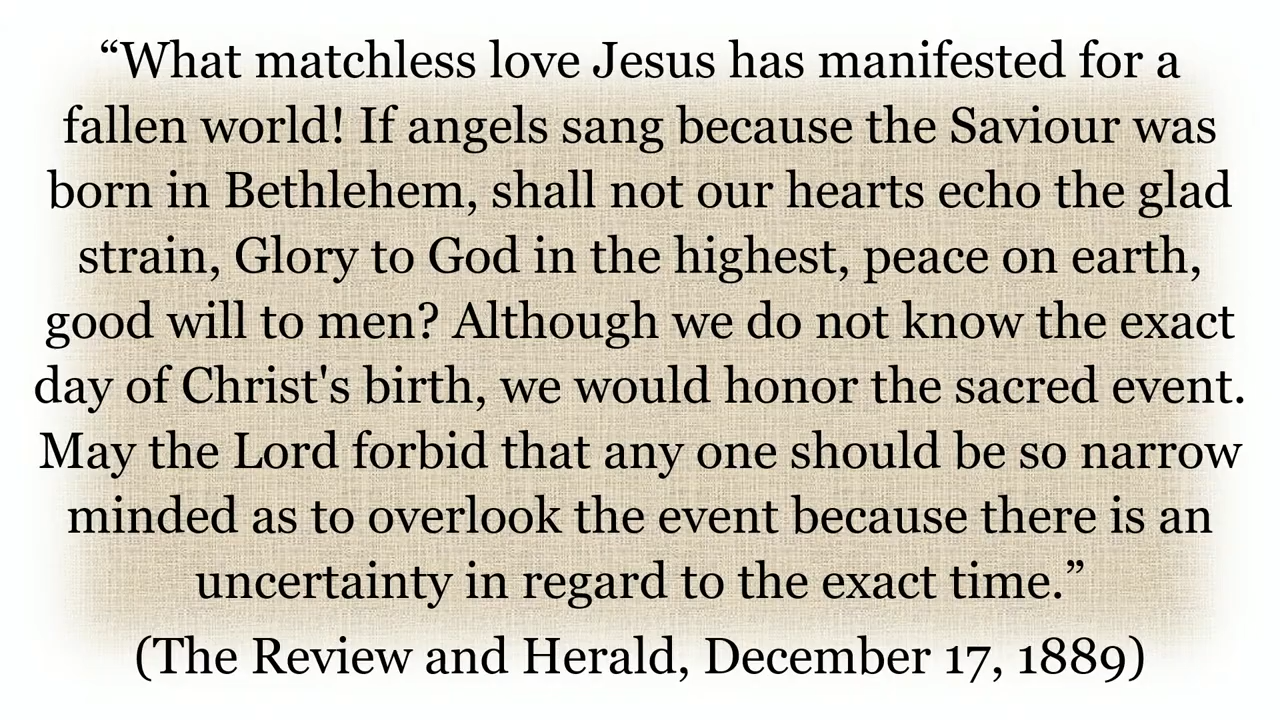 “What matchless love Jesus has manifested for a
fallen world! If angels sang because the Saviour was
born in Bethlehem, shall not our hearts echo the glad
strain, Glory to God in the highest, peace on earth,
good will to men? Although we do not know the exact
day of Christ's birth, we would honor the sacred event.
May the Lord forbid that any one should be so narrow
minded as to overlook the event because there is an
uncertainty in regard to the exact time.”
(The Review and Herald, December 17, 1889)